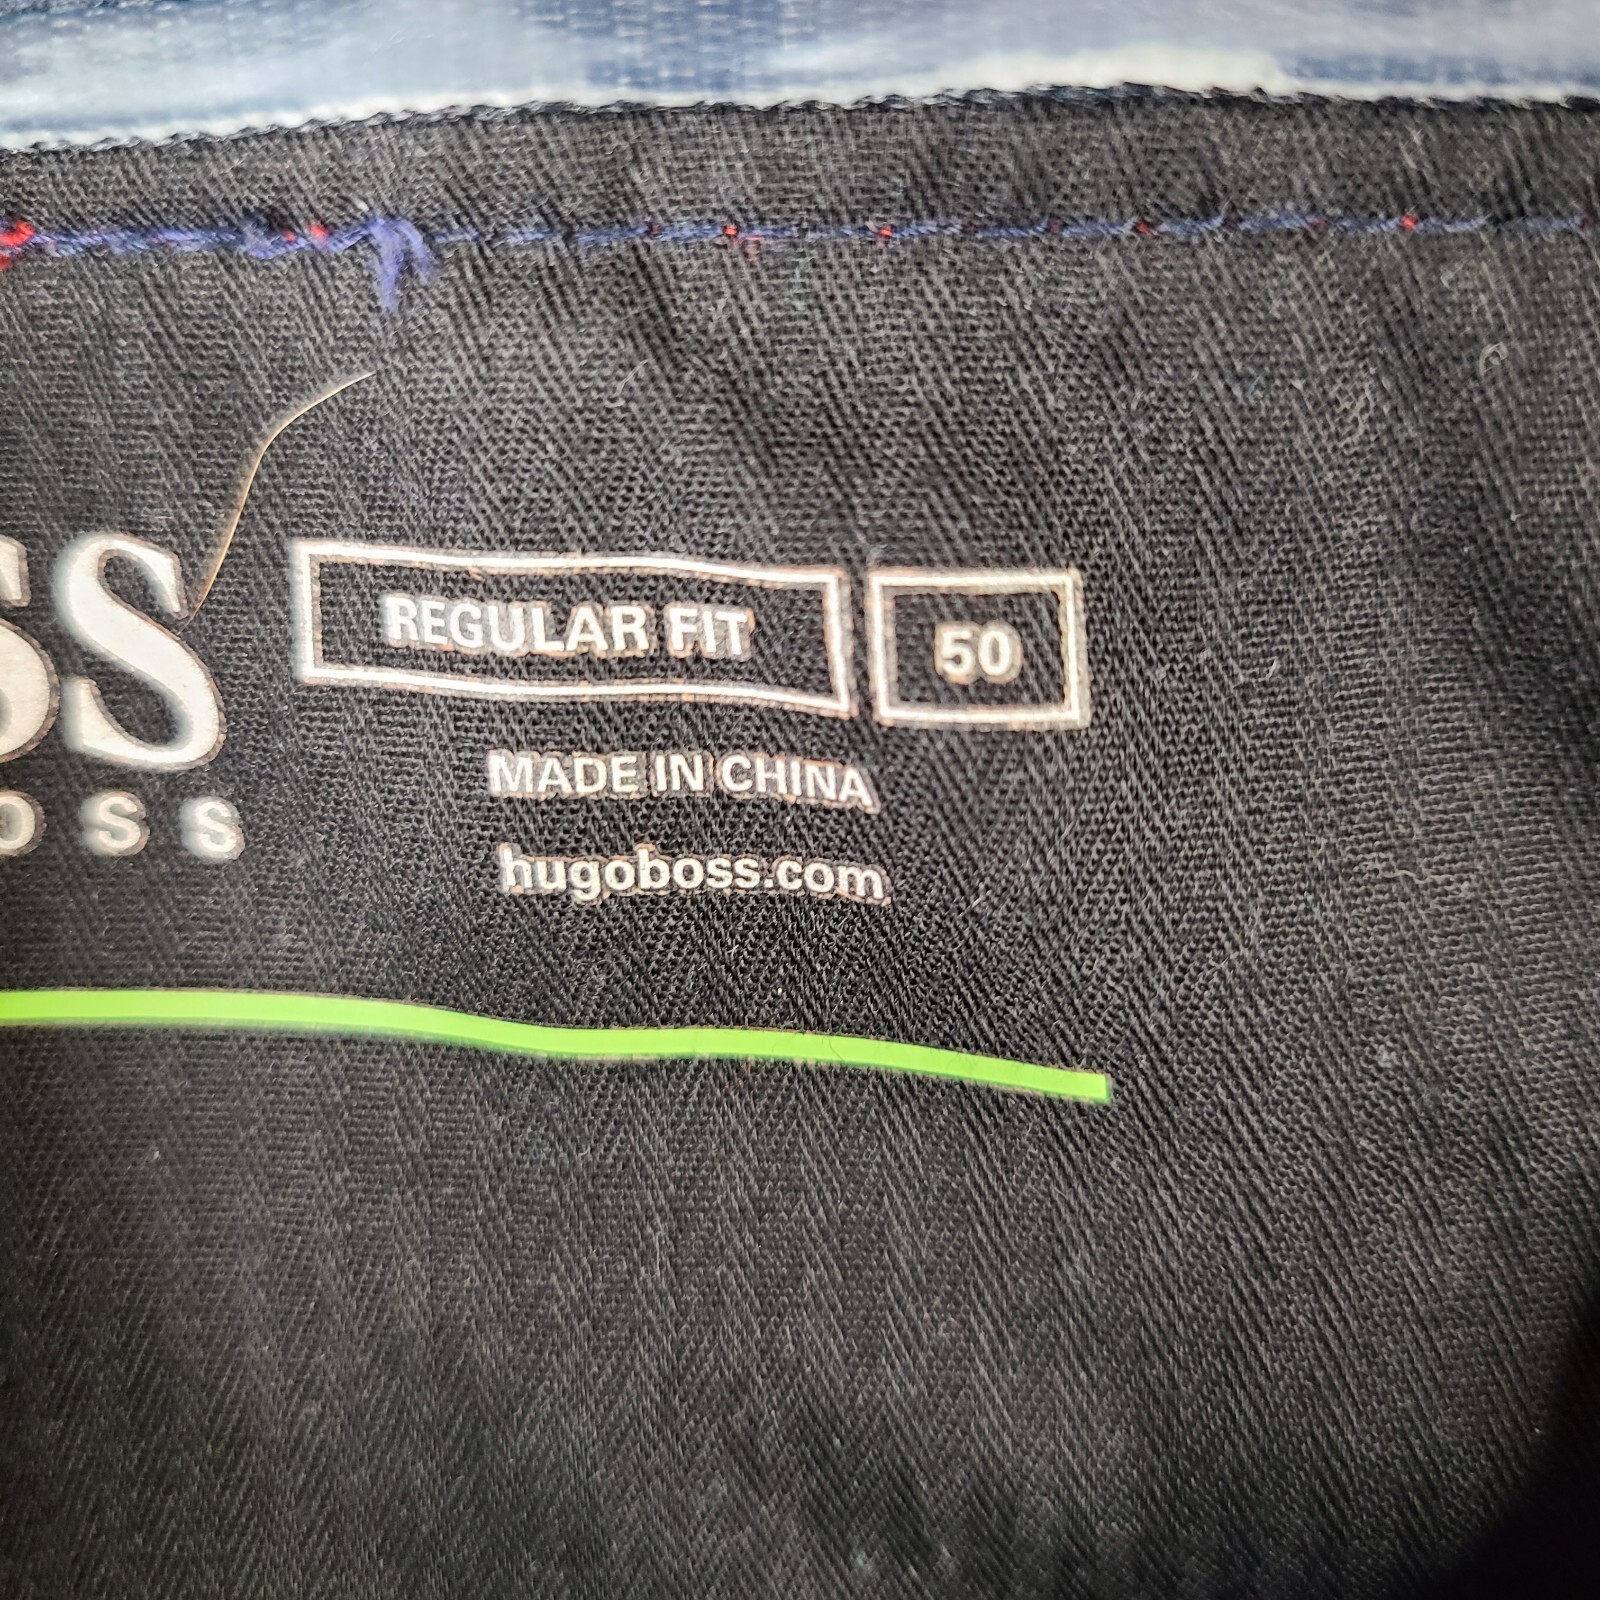 SS
OSS
REGULAR FIT 50
MADE IN CHINA
hugoboss.com